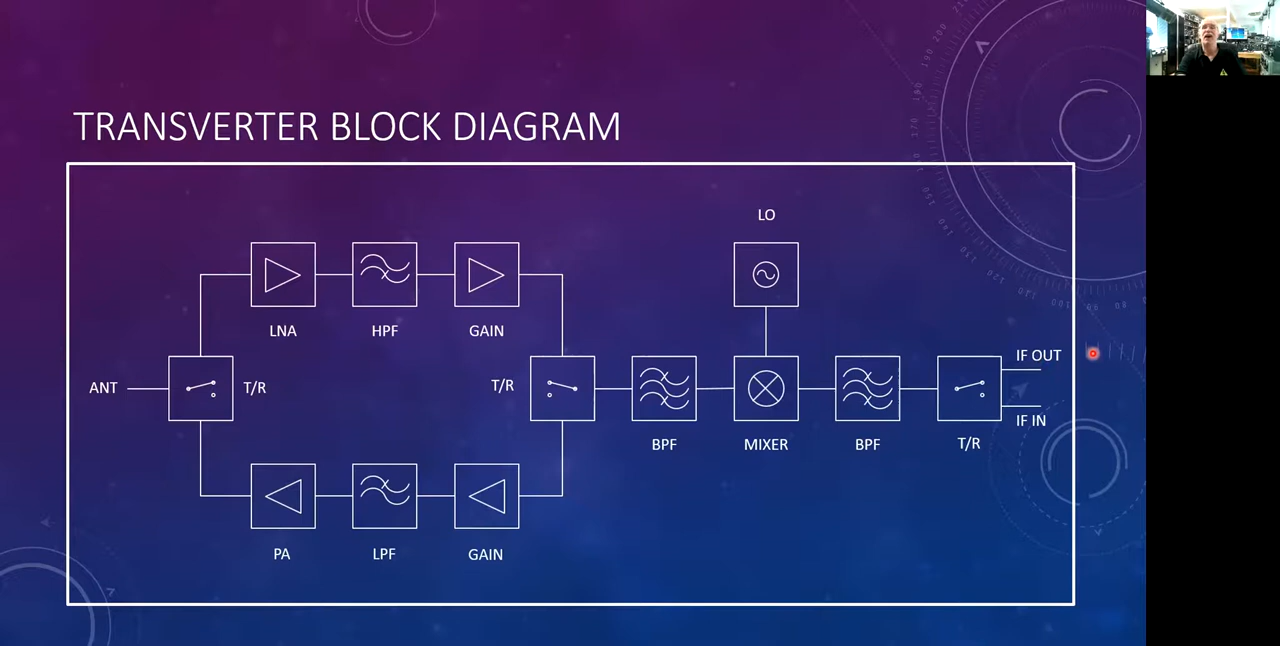 TRANSVERTER BLOCK DIAGRAM
LO
LNA
HPF
GAIN
ANT
T/R
T/R
IF OUT
IF IN
BPF
MIXER
BPF
T/R
PA
LPF
GAIN